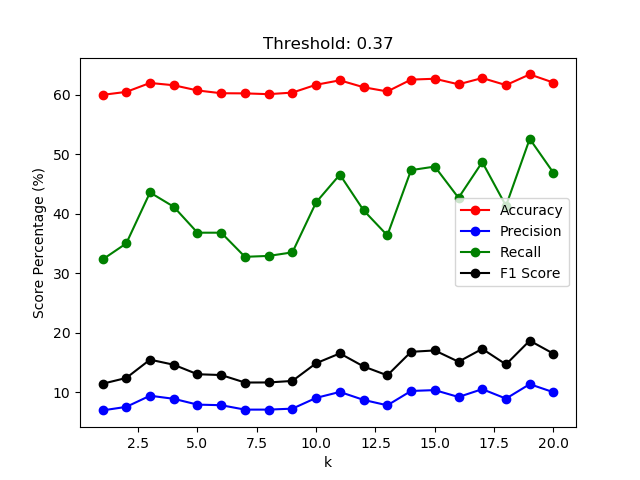 Threshold: 0.37
Score Percentage (%)
60
50
40
30
20
10
Accuracy
Precision
Recall
F1 Score
2.5 5.0 7.5 10.0 12.5 15.0 17.5 20.0
k